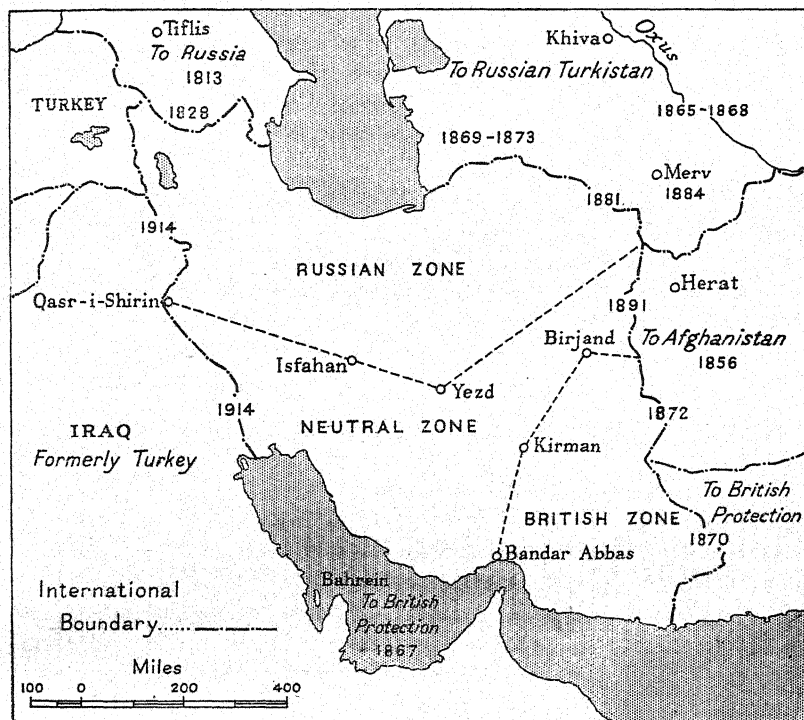 Tiflis
To Russia
1813
1828
TURKEY
Khiva
Oxus
To Russian Turkistan
1865-1868
1869-1873
Merv
1884
1881
1914
RUSSIAN ZONE
Qasr-i-Shirin
Herat
1891
Birjand
To Afghanistan
1856
Isfahan
Yezd
1872
1914
NEUTRAL ZONE
IRAQ
Formerly Turkey
Kirman
To British
Protection
BRITISH ZONE
1870
Bandar Abbas
Bahrein
To British
Protection
1867
International
Boundary.....
Miles
100 0 200 400